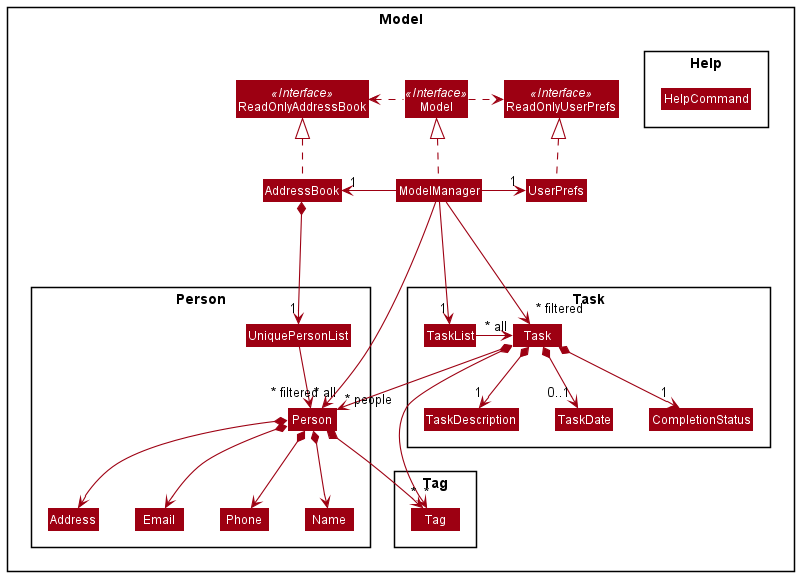 Model
Help
HelpCommand
«Interface»
ReadOnlyAddressBook
«Interface»
Model
«Interface»
ReadOnlyUserPrefs
AddressBook
1
ModelManager
1
UserPrefs
Person
Task
1
UniquePersonList
1
TaskList
* all
* filtered
Task
* filtered
* all
* people
Person
1
TaskDescription
0..1
TaskDate
1
CompletionStatus
Tag
Address
Email
Phone
Name
*
*
Tag